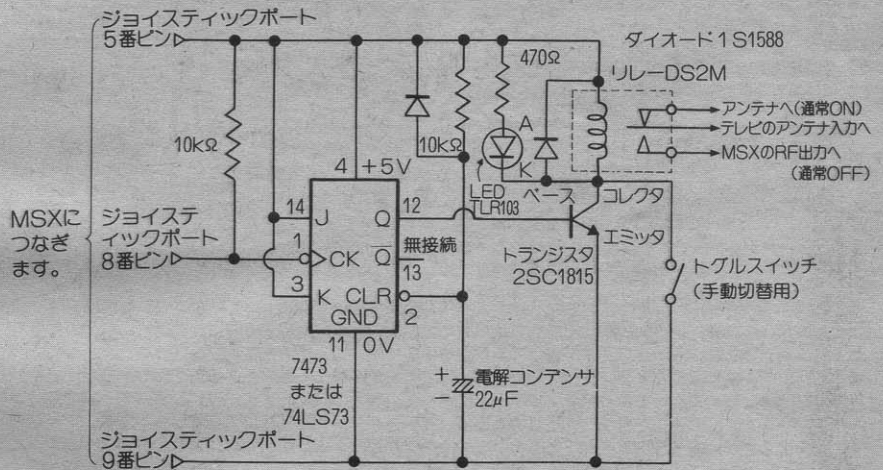 ジョイスティックポート
5番ピン
ダイオード1S1588
470Ω
リレーDS2M
アンテナへ(通常ON)
テレビのアンテナ入力へ
MSXのRF出力へ
(通常OFF)
10kΩ
10kΩ
A
K
LED
TLR103
4
+5V
ベース
コレクタ
エミッタ
トランジスタ
2SC1815
MSXに
つなぎ
ます。
ジョイステ
ィックポート
8番ピン
14
J
Q
12
1
CK
Q
無接続
13
3
K
CLR
GND
2
11
0V
トグルスイッチ
(手動切替用)
7473
または
74LS73
+
−
電解コンデンサ
22μF
ジョイスティックポート
9番ピン